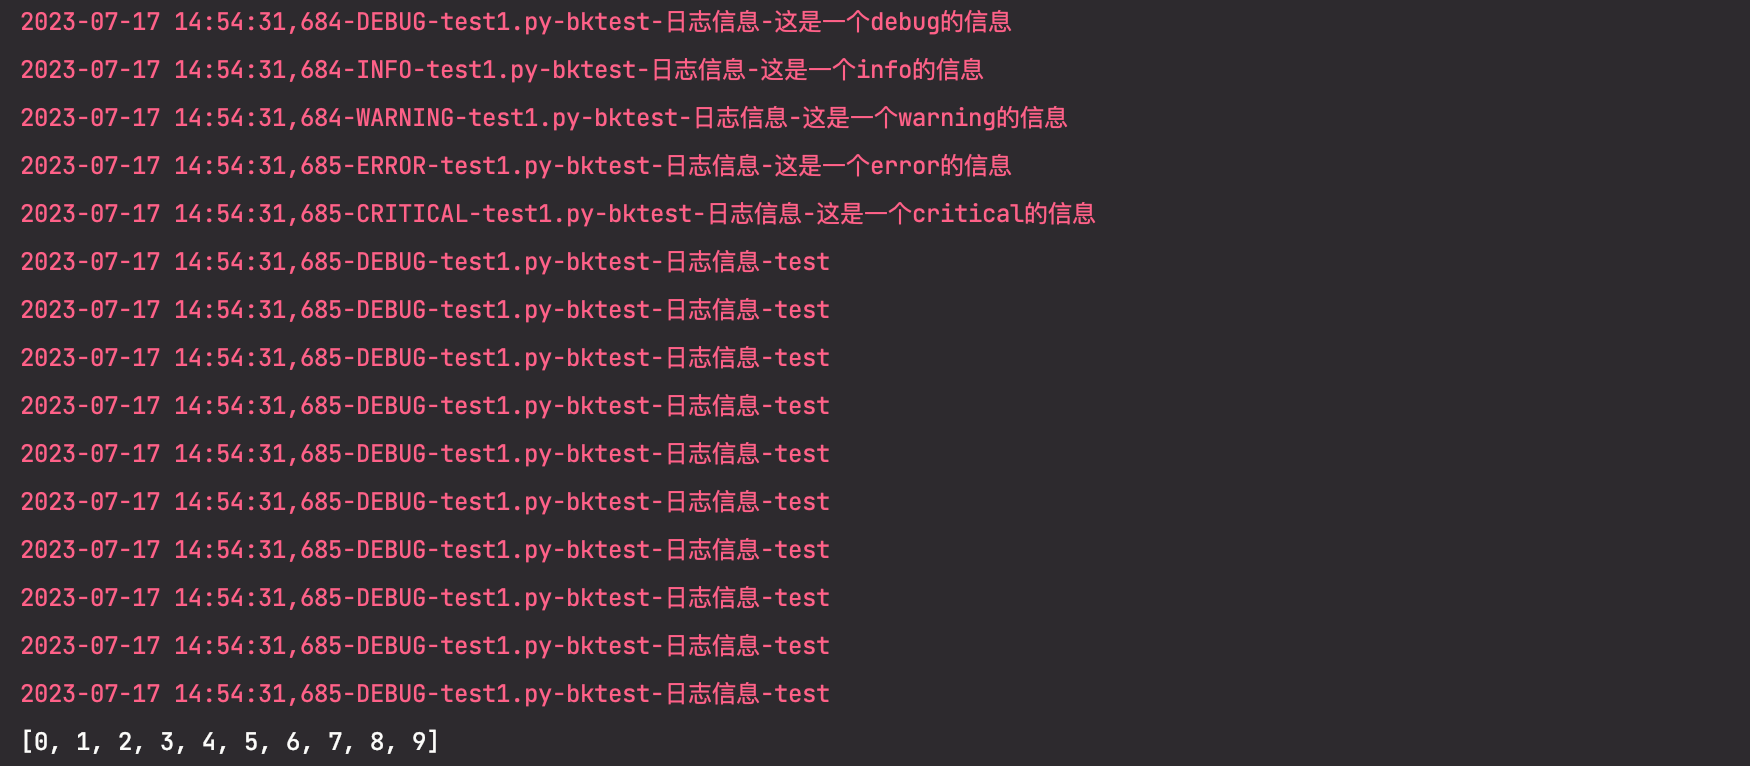 2023-07-17 14:54:31,684-DEBUG-test1.py-bktest-日志信息-这是一个debug的信息
2023-07-17 14:54:31,684-INFO-test1.py-bktest-日志信息-这是一个info的信息
2023-07-17 14:54:31,684-WARNING-test1.py-bktest-日志信息-这是一个warning的信息
2023-07-17 14:54:31,685-ERROR-test1.py-bktest-日志信息-这是一个error的信息
2023-07-17 14:54:31,685-CRITICAL-test1.py-bktest-日志信息-这是一个critical的信息
2023-07-17 14:54:31,685-DEBUG-test1.py-bktest-日志信息-test
2023-07-17 14:54:31,685-DEBUG-test1.py-bktest-日志信息-test
2023-07-17 14:54:31,685-DEBUG-test1.py-bktest-日志信息-test
2023-07-17 14:54:31,685-DEBUG-test1.py-bktest-日志信息-test
2023-07-17 14:54:31,685-DEBUG-test1.py-bktest-日志信息-test
2023-07-17 14:54:31,685-DEBUG-test1.py-bktest-日志信息-test
2023-07-17 14:54:31,685-DEBUG-test1.py-bktest-日志信息-test
2023-07-17 14:54:31,685-DEBUG-test1.py-bktest-日志信息-test
2023-07-17 14:54:31,685-DEBUG-test1.py-bktest-日志信息-test
2023-07-17 14:54:31,685-DEBUG-test1.py-bktest-日志信息-test
[0, 1, 2, 3, 4, 5, 6, 7, 8, 9]